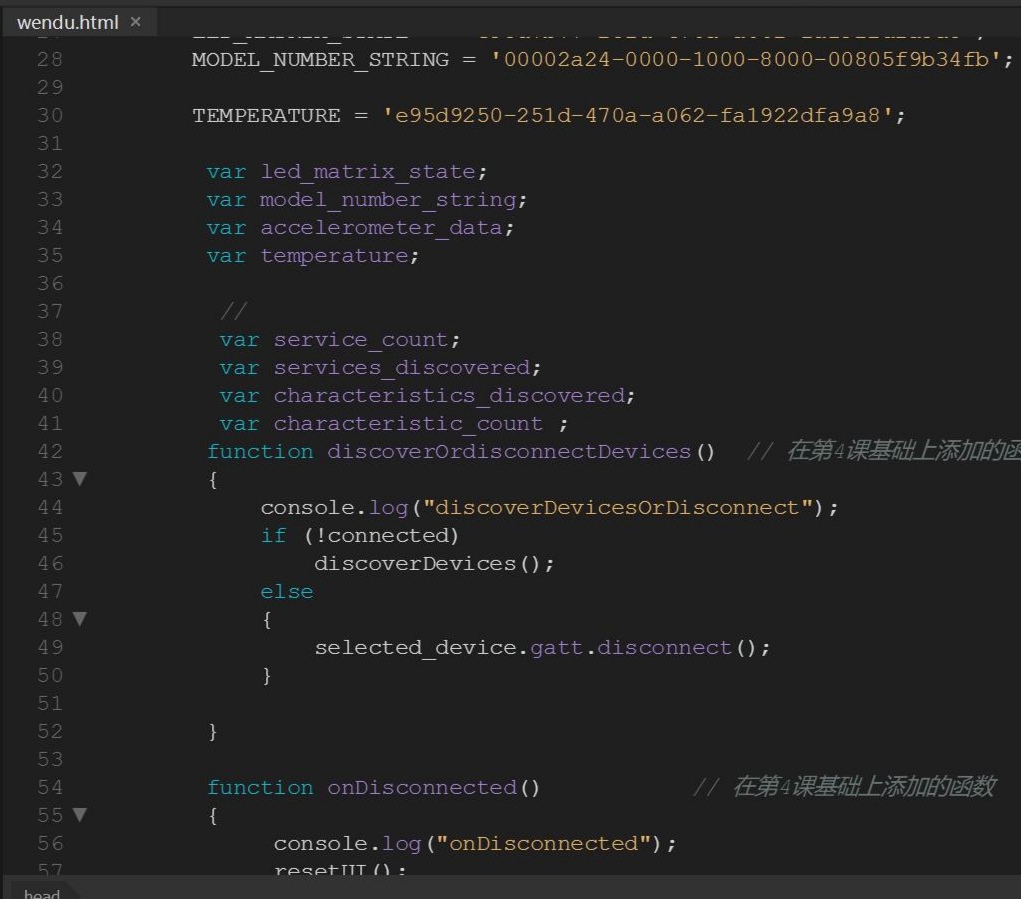 wendu.html ×
28 MODEL_NUMBER_STRING = '00002a24-0000-1000-8000-00805f9b34fb';
29
30 TEMPERATURE = 'e95d9250-251d-470a-a062-fa1922dfa9a8';
31
32 var led_matrix_state;
33 var model_number_string;
34 var accelerometer_data;
35 var temperature;
36
37 //
38 var service_count;
39 var services_discovered;
40 var characteristics_discovered;
41 var characteristic_count ;
42 function discoverOrdisconnectDevices() // 在第4课基础上添加的函
43 {
44 console.log("discoverDevicesOrDisconnect");
45 if (!connected)
46 discoverDevices();
47 else
48 {
49 selected_device.gatt.disconnect();
50 }
51
52 }
53
54 function onDisconnected() // 在第4课基础上添加的函数
55 {
56 console.log("onDisconnected");
57 resetUI();
head